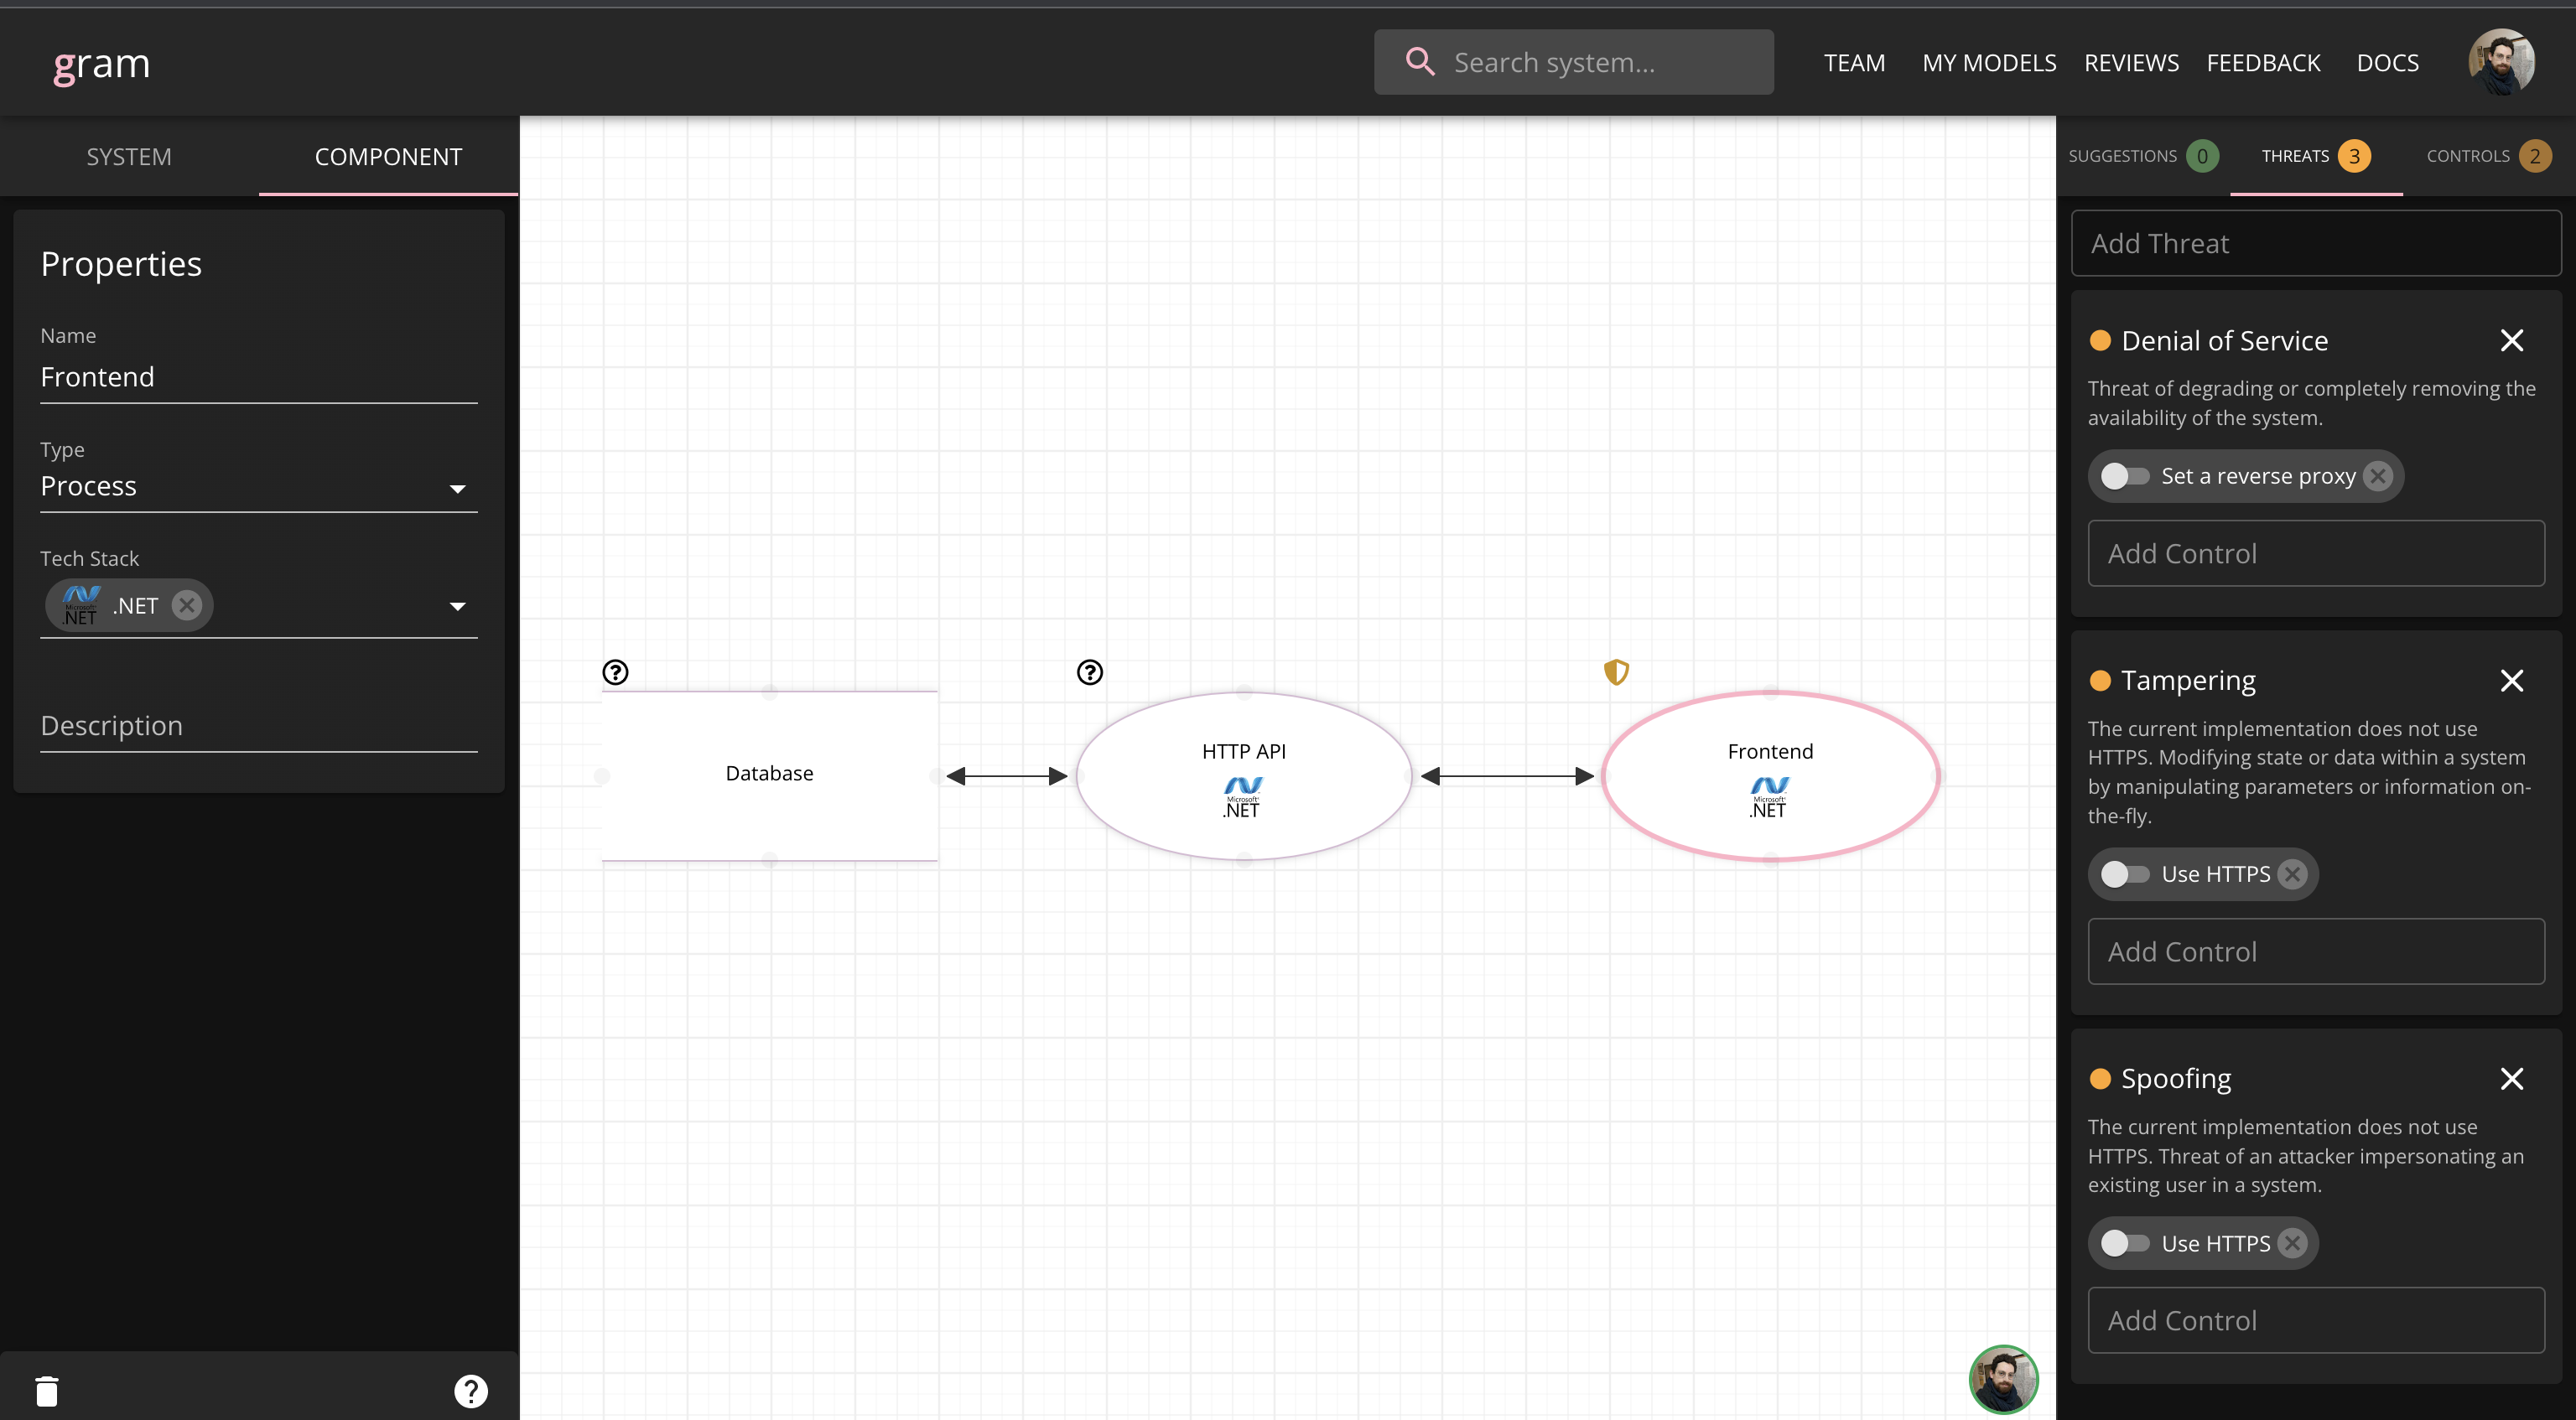 gram
Search system...
TEAM
MY MODELS
REVIEWS
FEEDBACK
DOCS
SYSTEM
COMPONENT
Properties
Name
Frontend
Type
Process
Tech Stack
Microsoft
.NET
.NET
Description
Database
HTTP API
Microsoft
.NET
Frontend
Microsoft
.NET
SUGGESTIONS 0
THREATS 3
CONTROLS 2
Add Threat
Denial of Service
Threat of degrading or completely removing the
availability of the system.
Set a reverse proxy
Add Control
Tampering
The current implementation does not use
HTTPS. Modifying state or data within a system
by manipulating parameters or information on-
the-fly.
Use HTTPS
Add Control
Spoofing
The current implementation does not use
HTTPS. Threat of an attacker impersonating an
existing user in a system.
Use HTTPS
Add Control